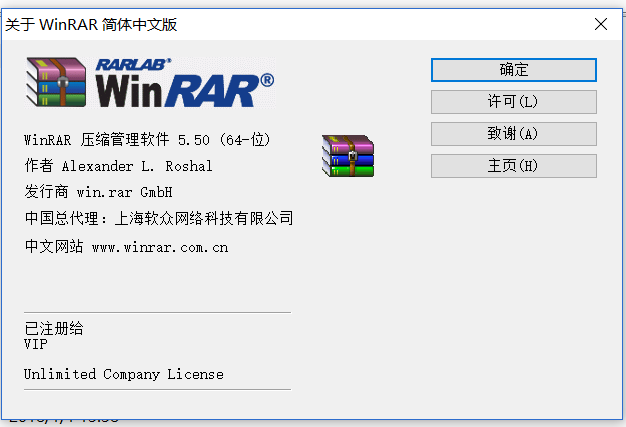 关于 WinRAR 简体中文版
RARLAB®
WinRAR®
确定
许可(L)
致谢(A)
主页(H)
WinRAR 压缩管理软件 5.50 (64-位)
作者 Alexander L. Roshal
发行商 win.rar GmbH
中国总代理：上海软众网络科技有限公司
中文网站 www.winrar.com.cn
已注册给
VIP
Unlimited Company License